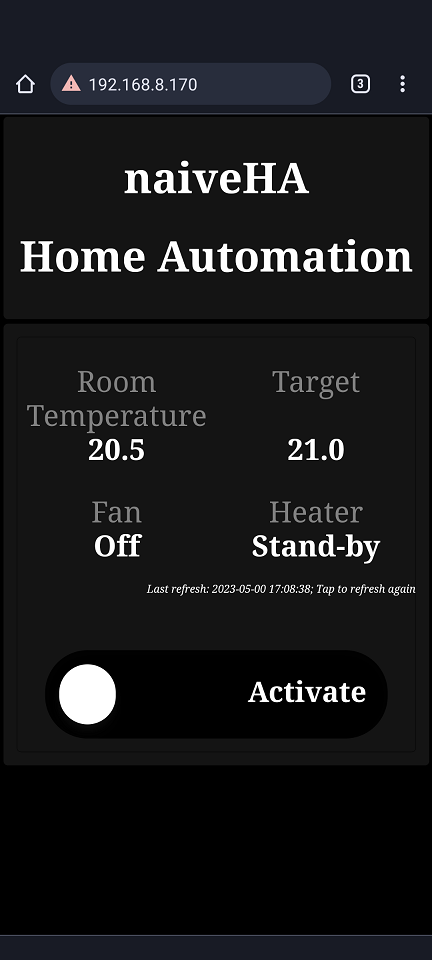 192.168.8.170
3
naiveHA
Home Automation
Room
Temperature
20.5
Target
21.0
Fan
Off
Heater
Stand-by
Last refresh: 2023-05-00 17:08:38; Tap to refresh again
Activate